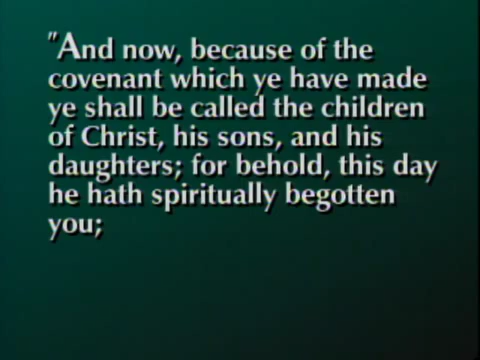 "And now, because of the
covenant which ye have made
ye shall be called the children
of Christ, his sons, and his
daughters; for behold, this day
he hath spiritually begotten
you;